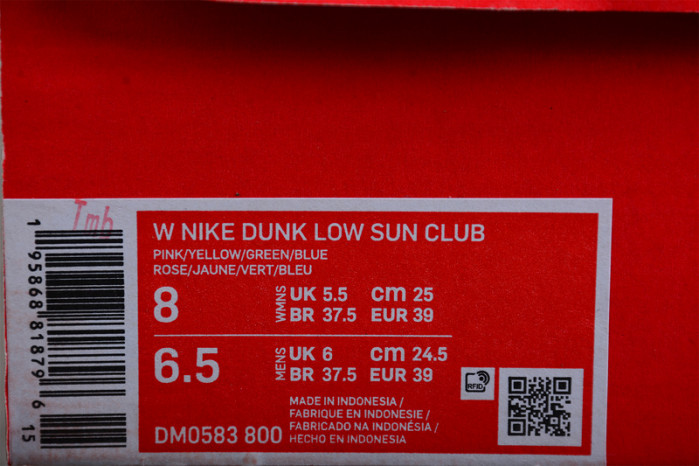 Tmb
1 95868 81879 6 15
W NIKE DUNK LOW SUN CLUB
PINK/YELLOW/GREEN/BLUE
ROSE/JAUNE/VERT/BLEU
8 WMNS UK 5.5 cm 25
BR 37.5 EUR 39
6.5 MENS UK 6 cm 24.5
BR 37.5 EUR 39
RFID
MADE IN INDONESIA /
FABRIQUE EN INDONESIE /
FABRICADO NA INDONÉSIA /
HECHO EN INDONESIA
DM0583 800